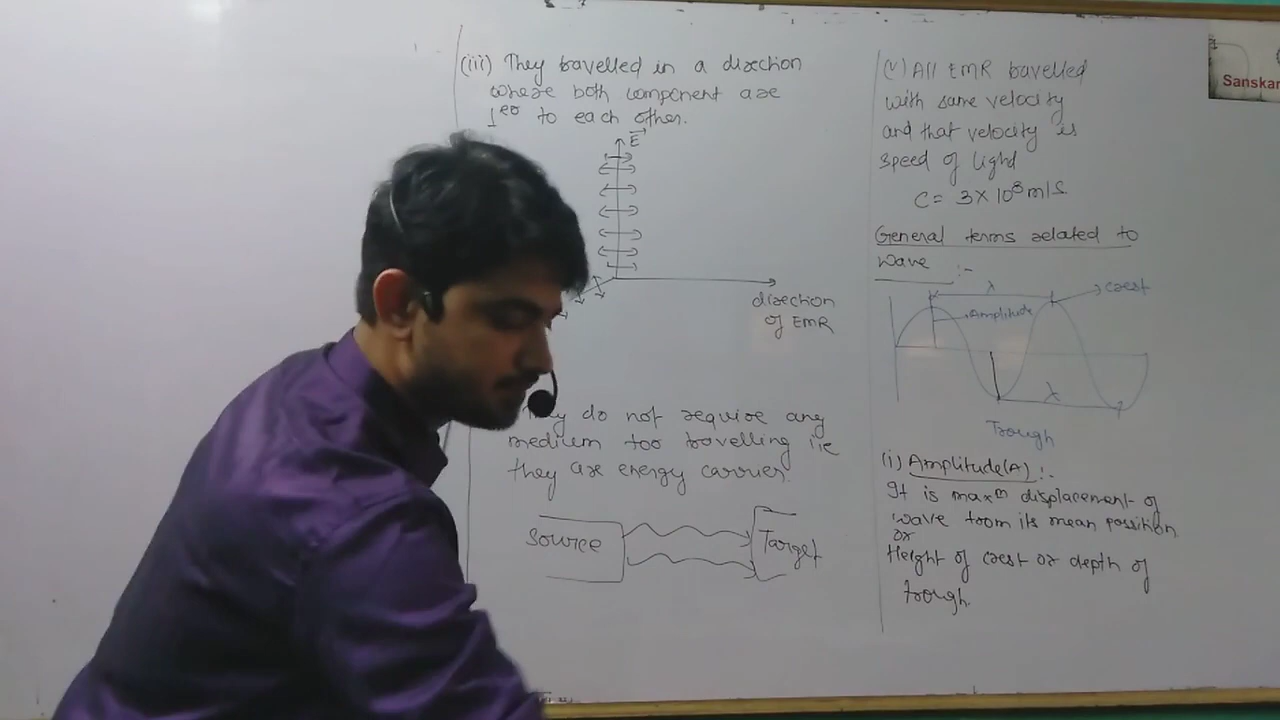 (iii) They travelled in a direction
where both component are
⊥er to each other.
E
direction
of EMR
do not require any
medium for travelling i.e
they are energy carrier.
Source
Target
(v) All EMR travelled
with same velocity
and that velocity is
speed of light
C = 3×10⁸ m/s.
General terms related to
wave :-
λ
crest
Amplitude
λ
Trough
(i) Amplitude(A) :-
It is maxᵐ displacement of
wave from its mean possition
or
Height of crest or depth of
trough.
Sanskar